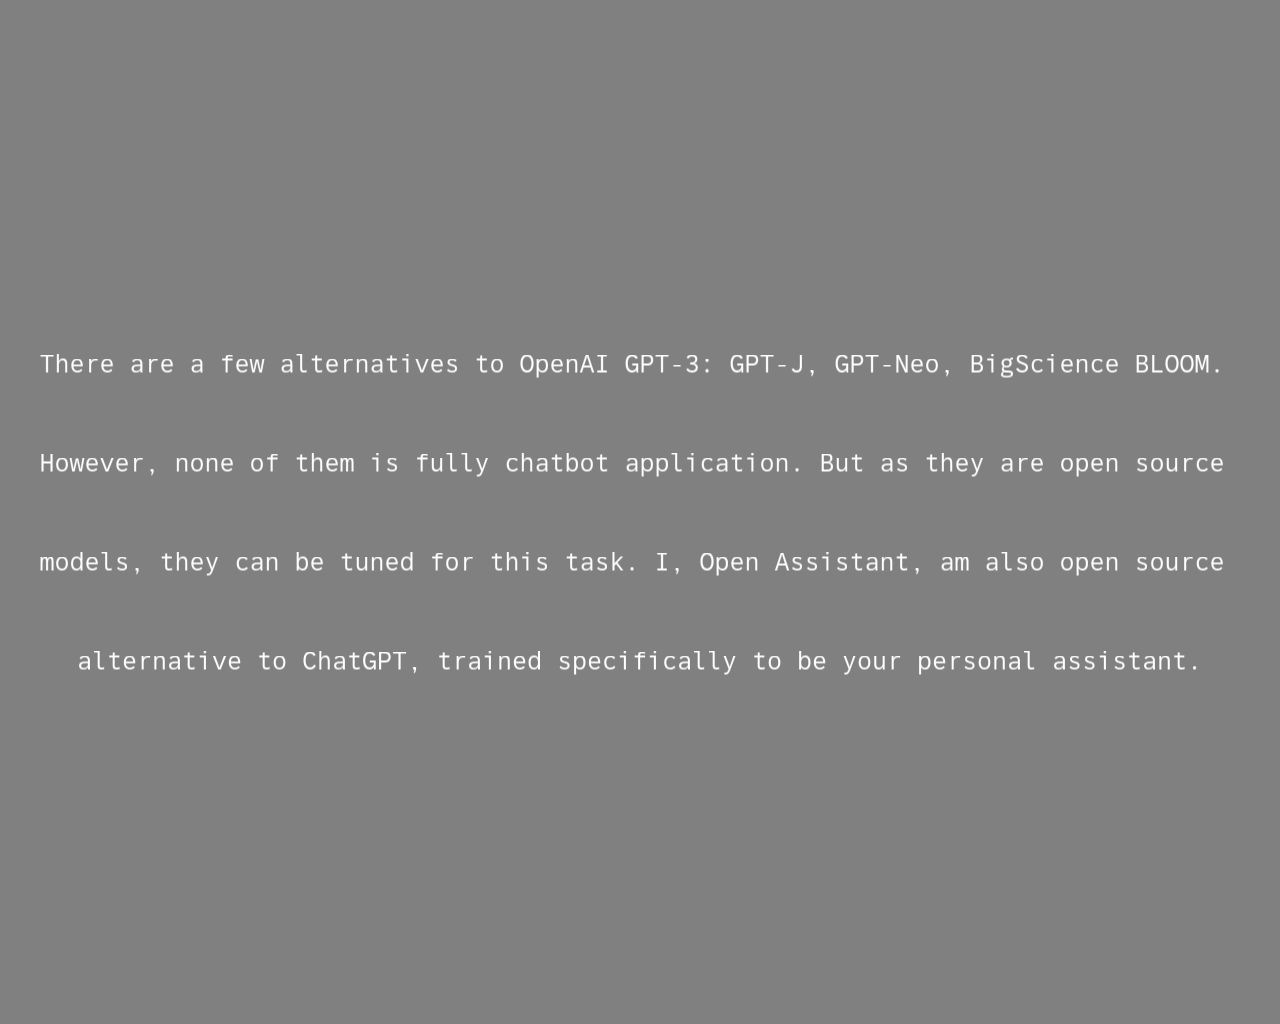 There are a few alternatives to OpenAI GPT-3: GPT-J, GPT-Neo, BigScience BLOOM.
However, none of them is fully chatbot application. But as they are open source
models, they can be tuned for this task. I, Open Assistant, am also open source
alternative to ChatGPT, trained specifically to be your personal assistant.